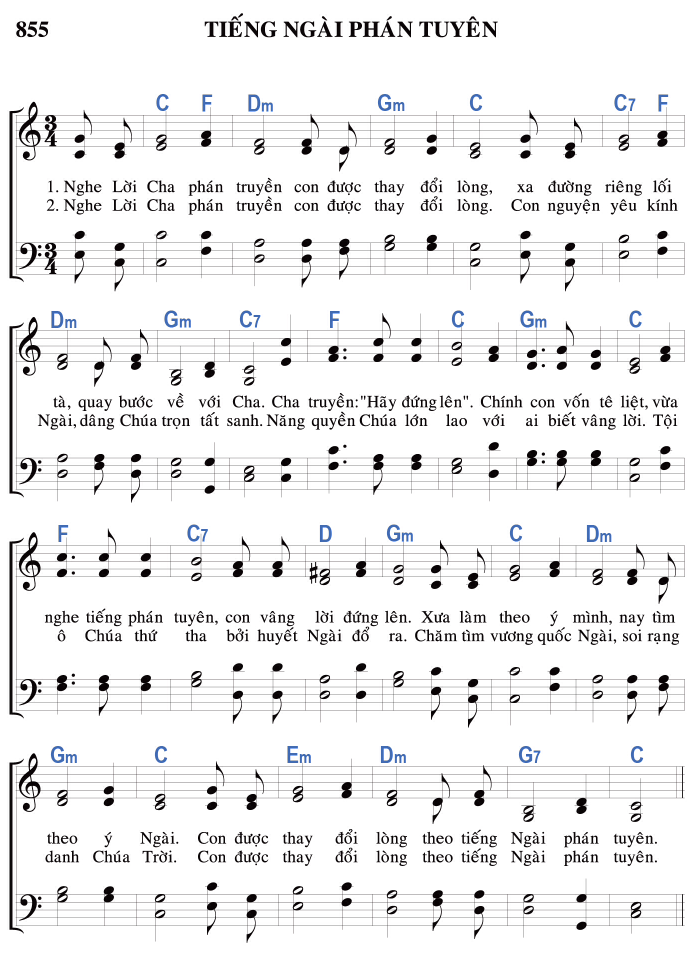 855 TIẾNG NGÀI PHÁN TUYÊN
C F Dm Gm C C7 F
3 4
1. Nghe Lời Cha phán truyền con được thay đổi lòng, xa đường riêng lối
2. Nghe Lời Cha phán truyền con được thay đổi lòng. Con nguyện yêu kính
3 4
Dm Gm C7 F C Gm C
tà, quay bước về với Cha. Cha truyền:"Hãy đứng lên". Chính con vốn tê liệt, vừa
Ngài, dâng Chúa trọn tất sanh. Năng quyền Chúa lớn lao với ai biết vâng lời. Tội
F C7 D Gm C Dm
nghe tiếng phán tuyên, con vâng lời đứng lên. Xưa làm theo ý mình, nay tìm
ô Chúa thứ tha bởi huyết Ngài đổ ra. Chăm tìm vương quốc Ngài, soi rạng
Gm C Em Dm G7 C
theo ý Ngài. Con được thay đổi lòng theo tiếng Ngài phán tuyên.
danh Chúa Trời. Con được thay đổi lòng theo tiếng Ngài phán tuyên.